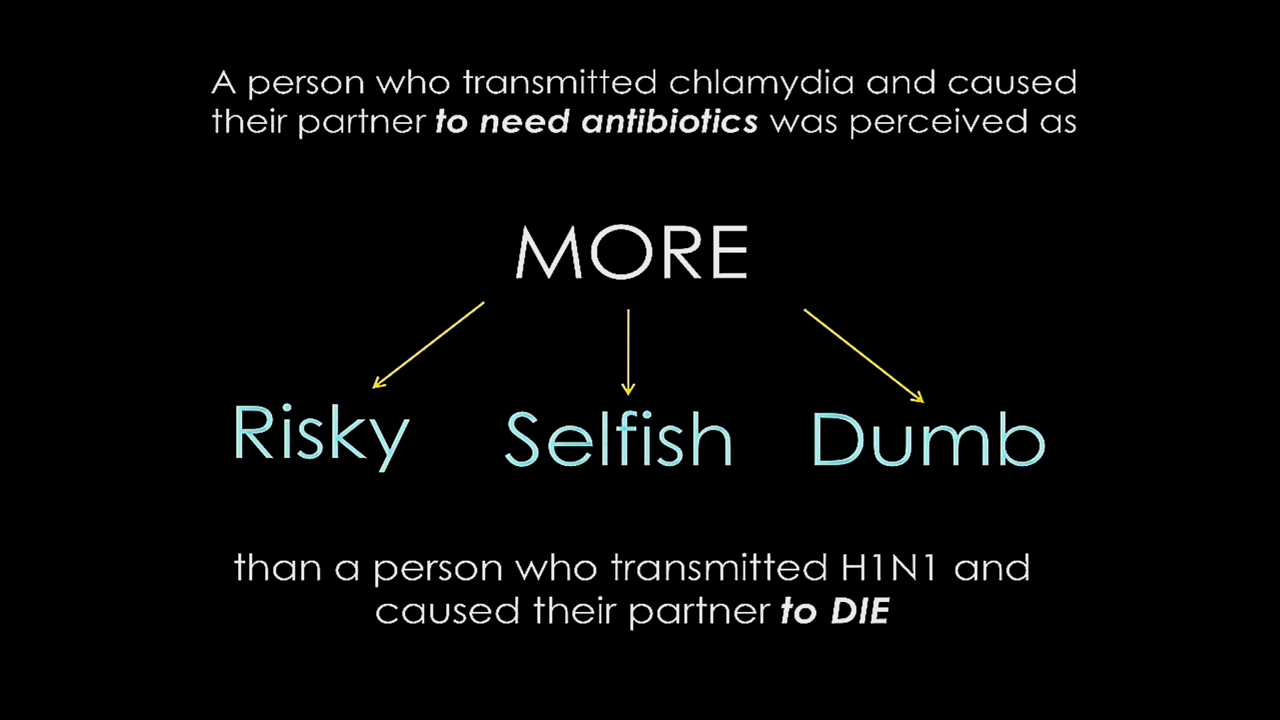 A person who transmitted chlamydia and caused
their partner to need antibiotics was perceived as
MORE
Risky Selfish Dumb
than a person who transmitted H1N1 and
caused their partner to DIE